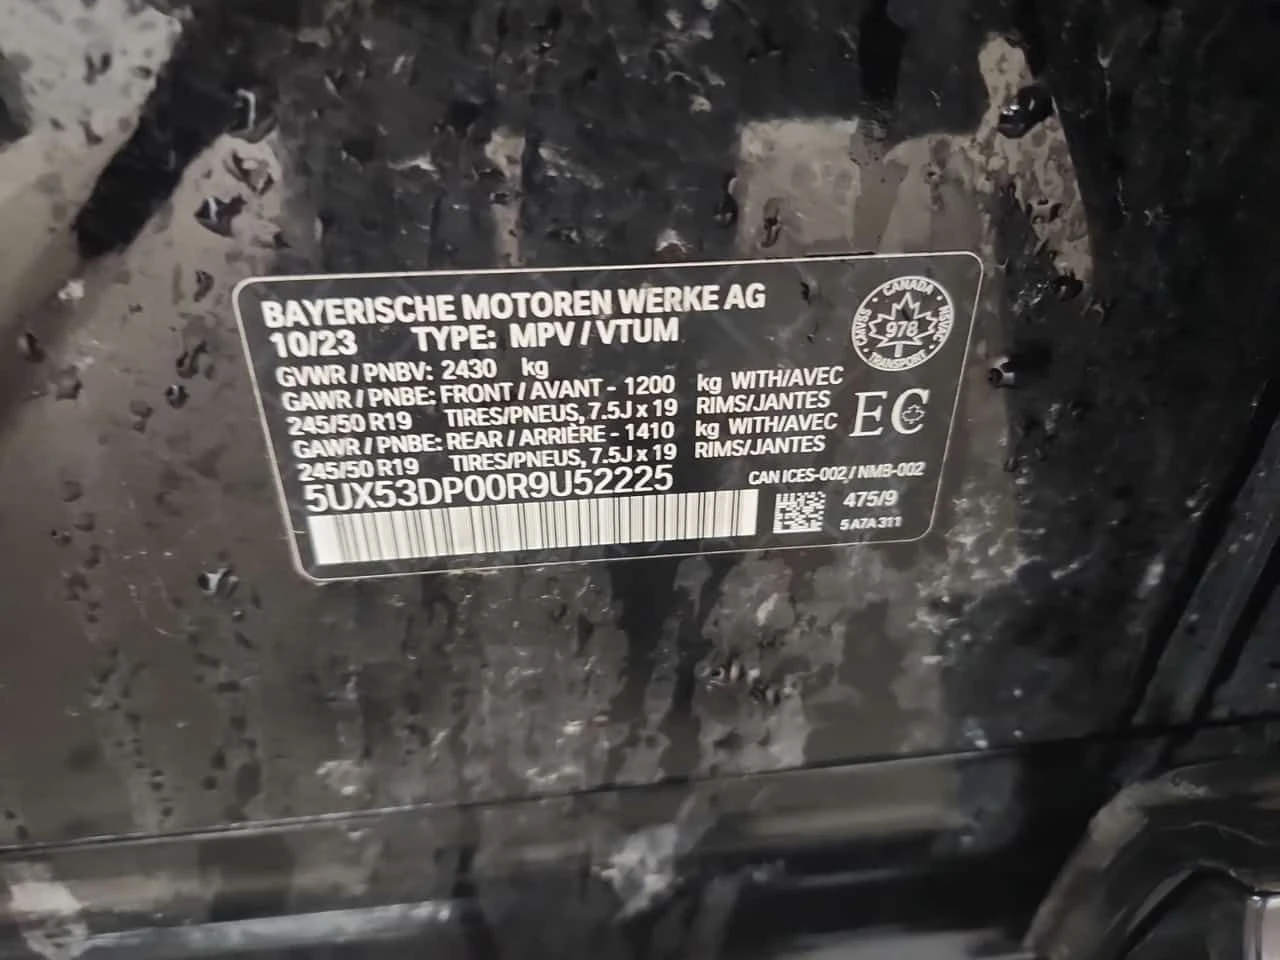 BAYERISCHE MOTOREN WERKE AG
10/23 TYPE: MPV / VTUM
GVWR / PNBV: 2430 kg
GAWR / PNBE: FRONT / AVANT - 1200 kg WITH/AVEC
245/50 R19 TIRES/PNEUS, 7.5J x 19 RIMS/JANTES
GAWR / PNBE: REAR / ARRIÈRE - 1410 kg WITH/AVEC
245/50 R19 TIRES/PNEUS, 7.5J x 19 RIMS/JANTES
5UX53DP00R9U52225
CANADA
CMVSS
978
NSVAC
TRANSPORT
EC
CAN ICES-002 / NMB-002
475/9
5A7A311